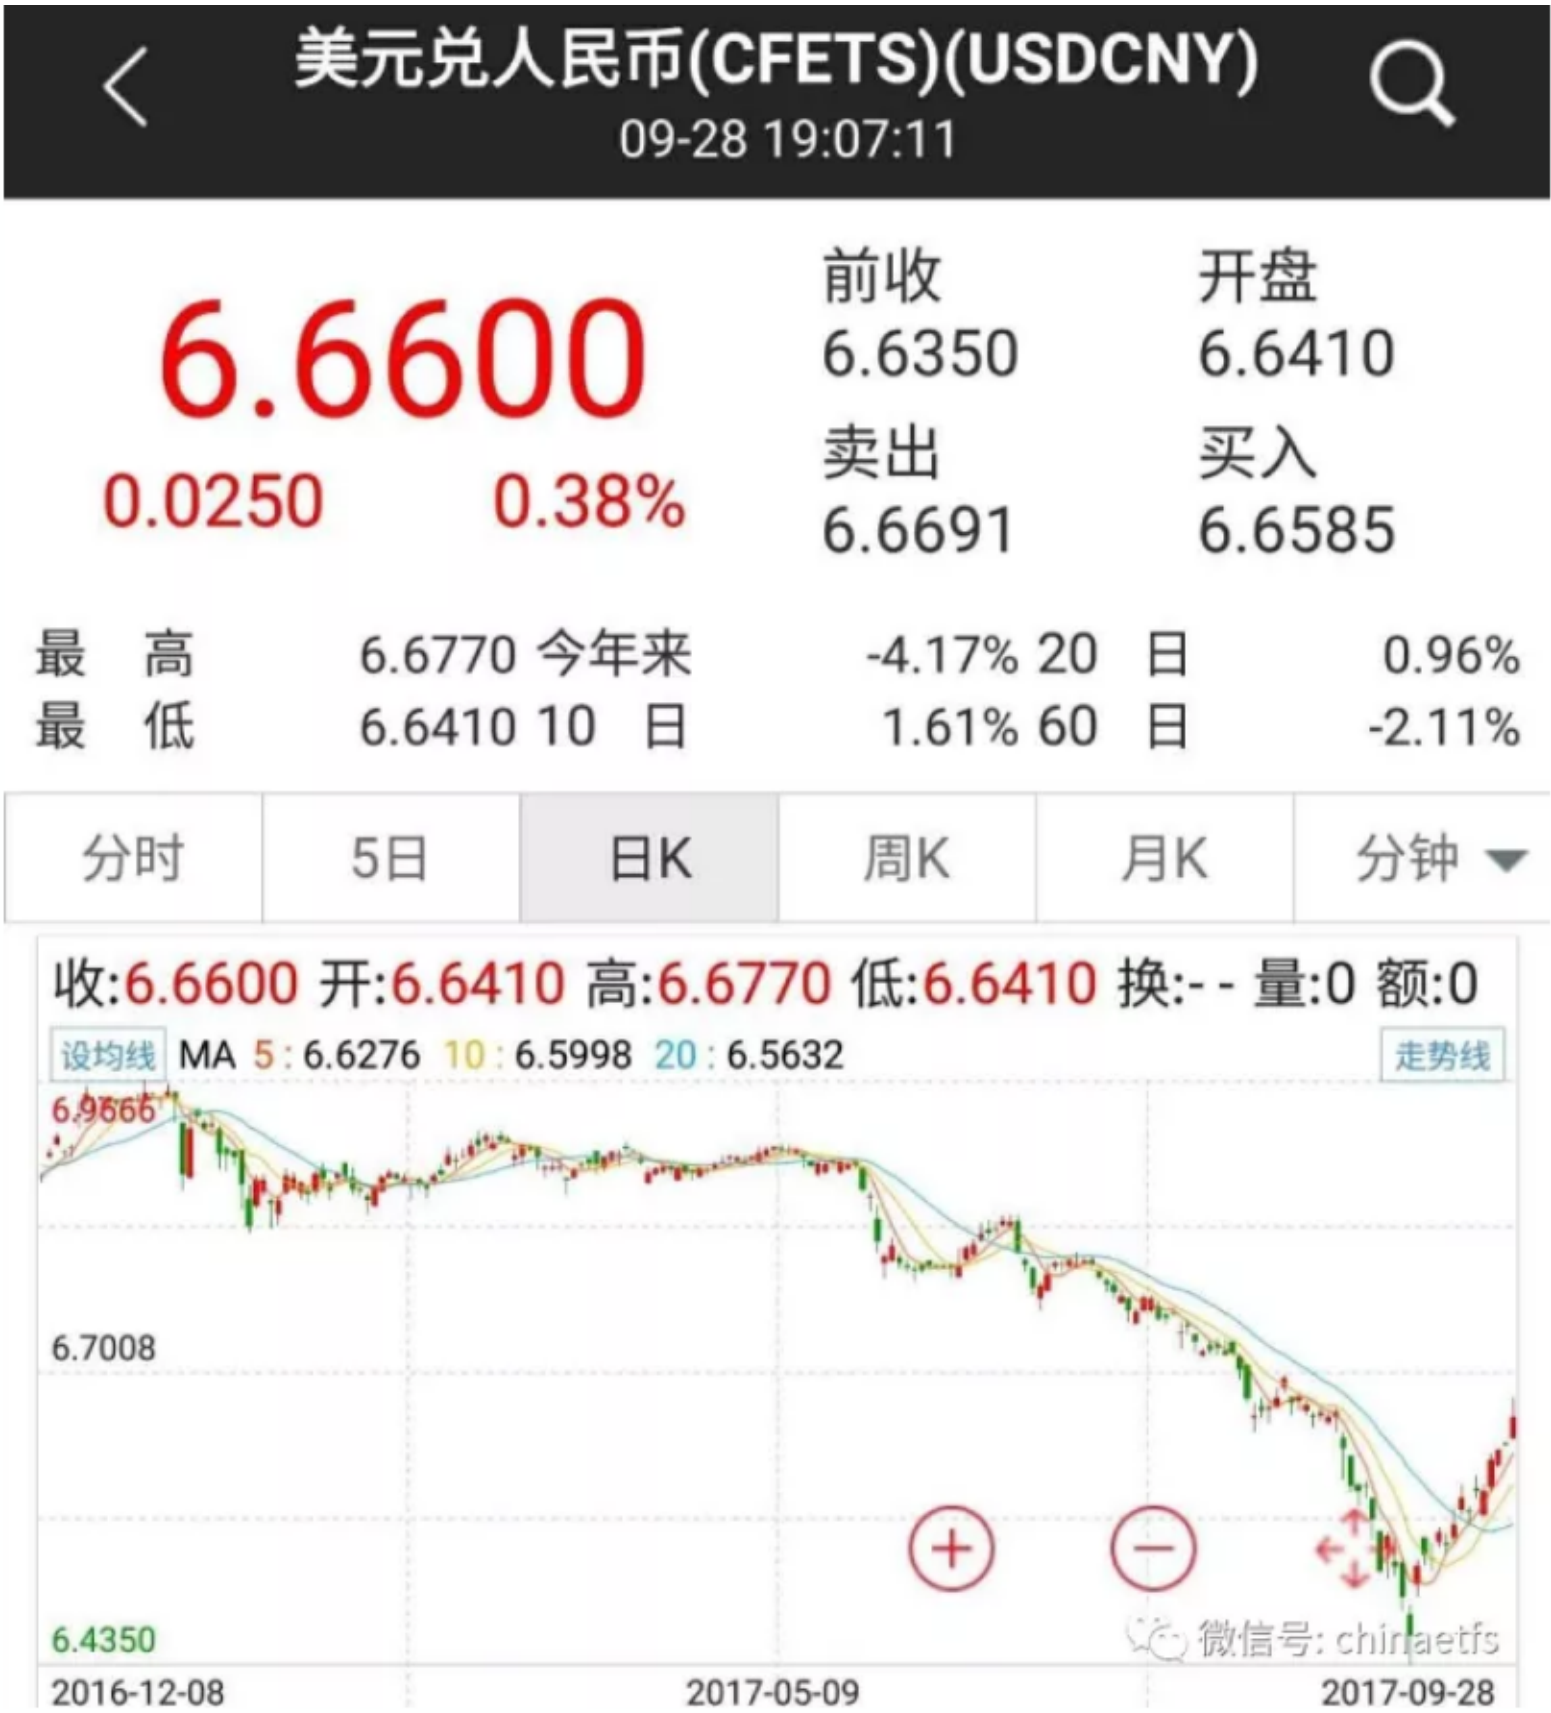 美元兑人民币(CFETS)(USDCNY)
09-28 19:07:11
6.6600
0.0250 0.38%
前收 开盘
6.6350 6.6410
卖出 买入
6.6691 6.6585
最 高 6.6770 今年来 -4.17% 20 日 0.96%
最 低 6.6410 10 日 1.61% 60 日 -2.11%
分时 5日 日K 周K 月K 分钟
收:6.6600 开:6.6410 高:6.6770 低:6.6410 换:-- 量:0 额:0
设均线 MA 5:6.6276 10:6.5998 20:6.5632 走势线
6.9666
6.7008
6.4350
微信号: chinaetfs
2016-12-08 2017-05-09 2017-09-28